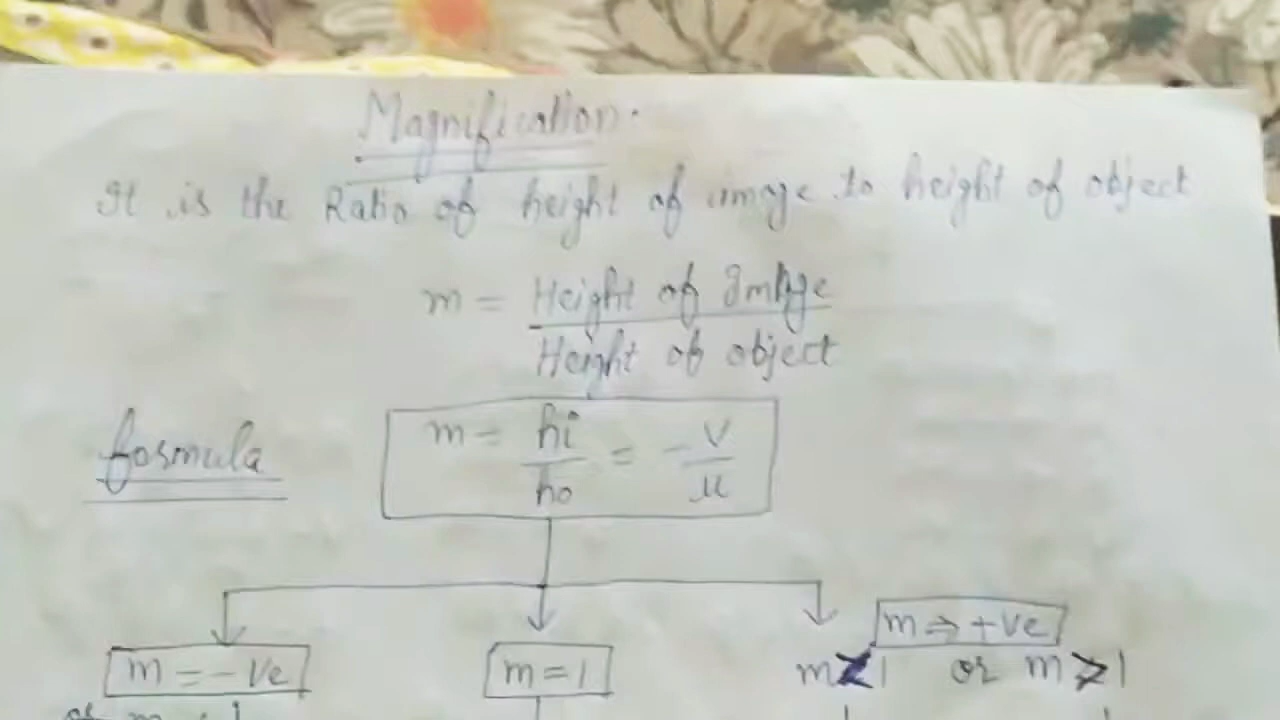 Magnification.
It is the Ratio of height of image to height of object
m = Height of Image
Height of object
formula
m = hi/ho = -v/u
m ⇒ +ve
m = -ve
m = 1
m < 1 or m > 1